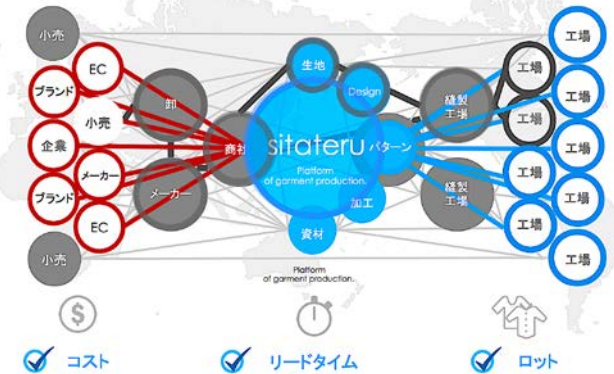 小売
EC
ブランド
小売
企業
メーカー
ブランド
EC
小売
卸
メーカー
商社
生地
Design
sitateru
Platform
of garment production.
パターン
加工
資材
Platform
of garment production.
縫製
工場
縫製
工場
工場
工場
工場
工場
工場
工場
工場
工場
工場
コスト
リードタイム
ロット